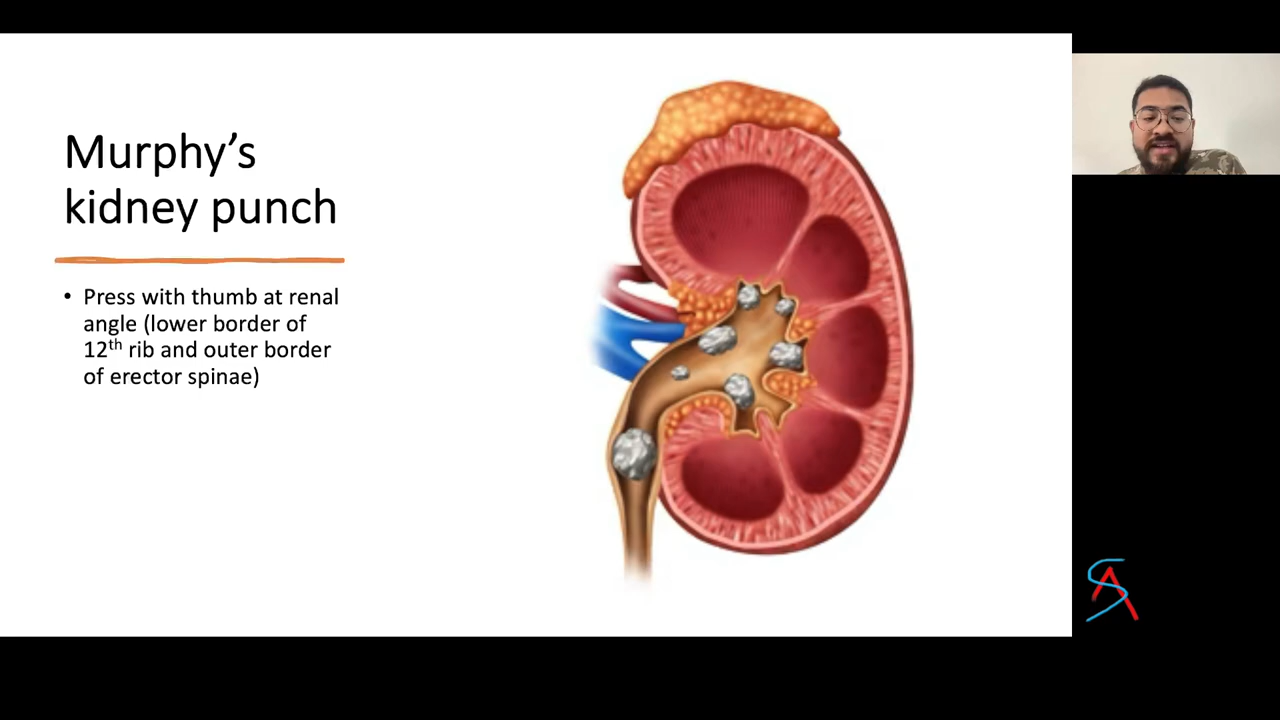 Murphy’s
kidney punch
• Press with thumb at renal
angle (lower border of
12th rib and outer border
of erector spinae)
SA